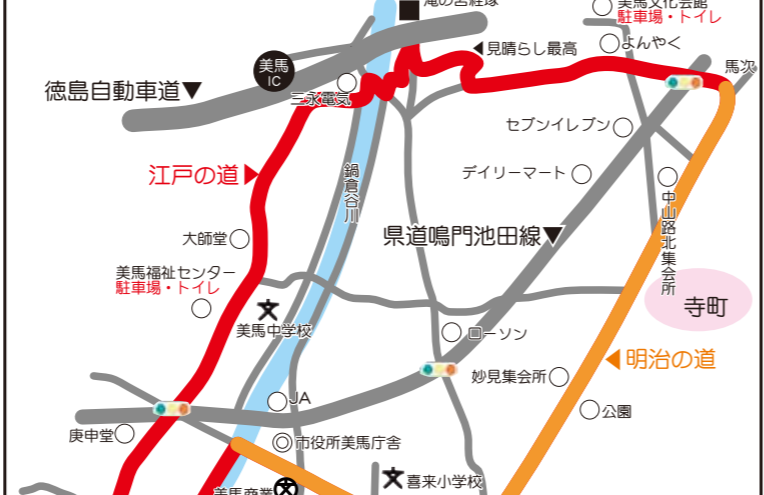 滝の宮経塚
美馬文化会館
駐車場・トイレ
よんやく
◀見晴らし最高
馬次
美馬
IC
徳島自動車道▼
三永電気
セブンイレブン
江戸の道▶
鍋倉谷川
デイリーマート
中山路北集会所
大師堂
県道鳴門池田線▼
美馬福祉センター
駐車場・トイレ
寺町
美馬中学校
ローソン
◀明治の道
妙見集会所
JA
公園
庚申堂
市役所美馬庁舎
喜来小学校
美馬商業